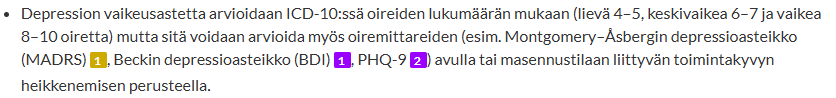 • Depression vaikeusastetta arvioidaan ICD-10:ssä oireiden lukumäärän mukaan (lievä 4–5, keskivaikea 6–7 ja vaikea
8–10 oiretta) mutta sitä voidaan arvioida myös oiremittareiden (esim. Montgomery–Åsbergin depressioasteikko
(MADRS) 1, Beckin depressioasteikko (BDI) 1, PHQ-9 2) avulla tai masennustilaan liittyvän toimintakyvyn
heikkenemisen perusteella.